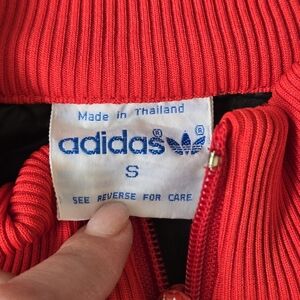 Made in Thailand
adidas® ®
S
SEE REVERSE FOR CARE